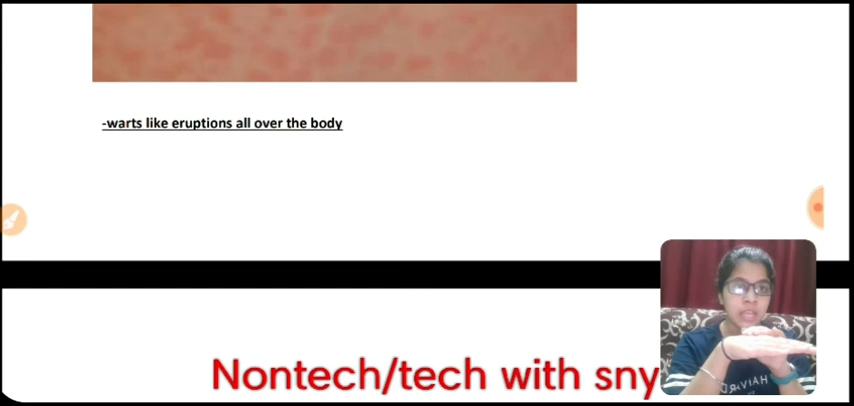 -warts like eruptions all over the body
Nontech/tech with sny